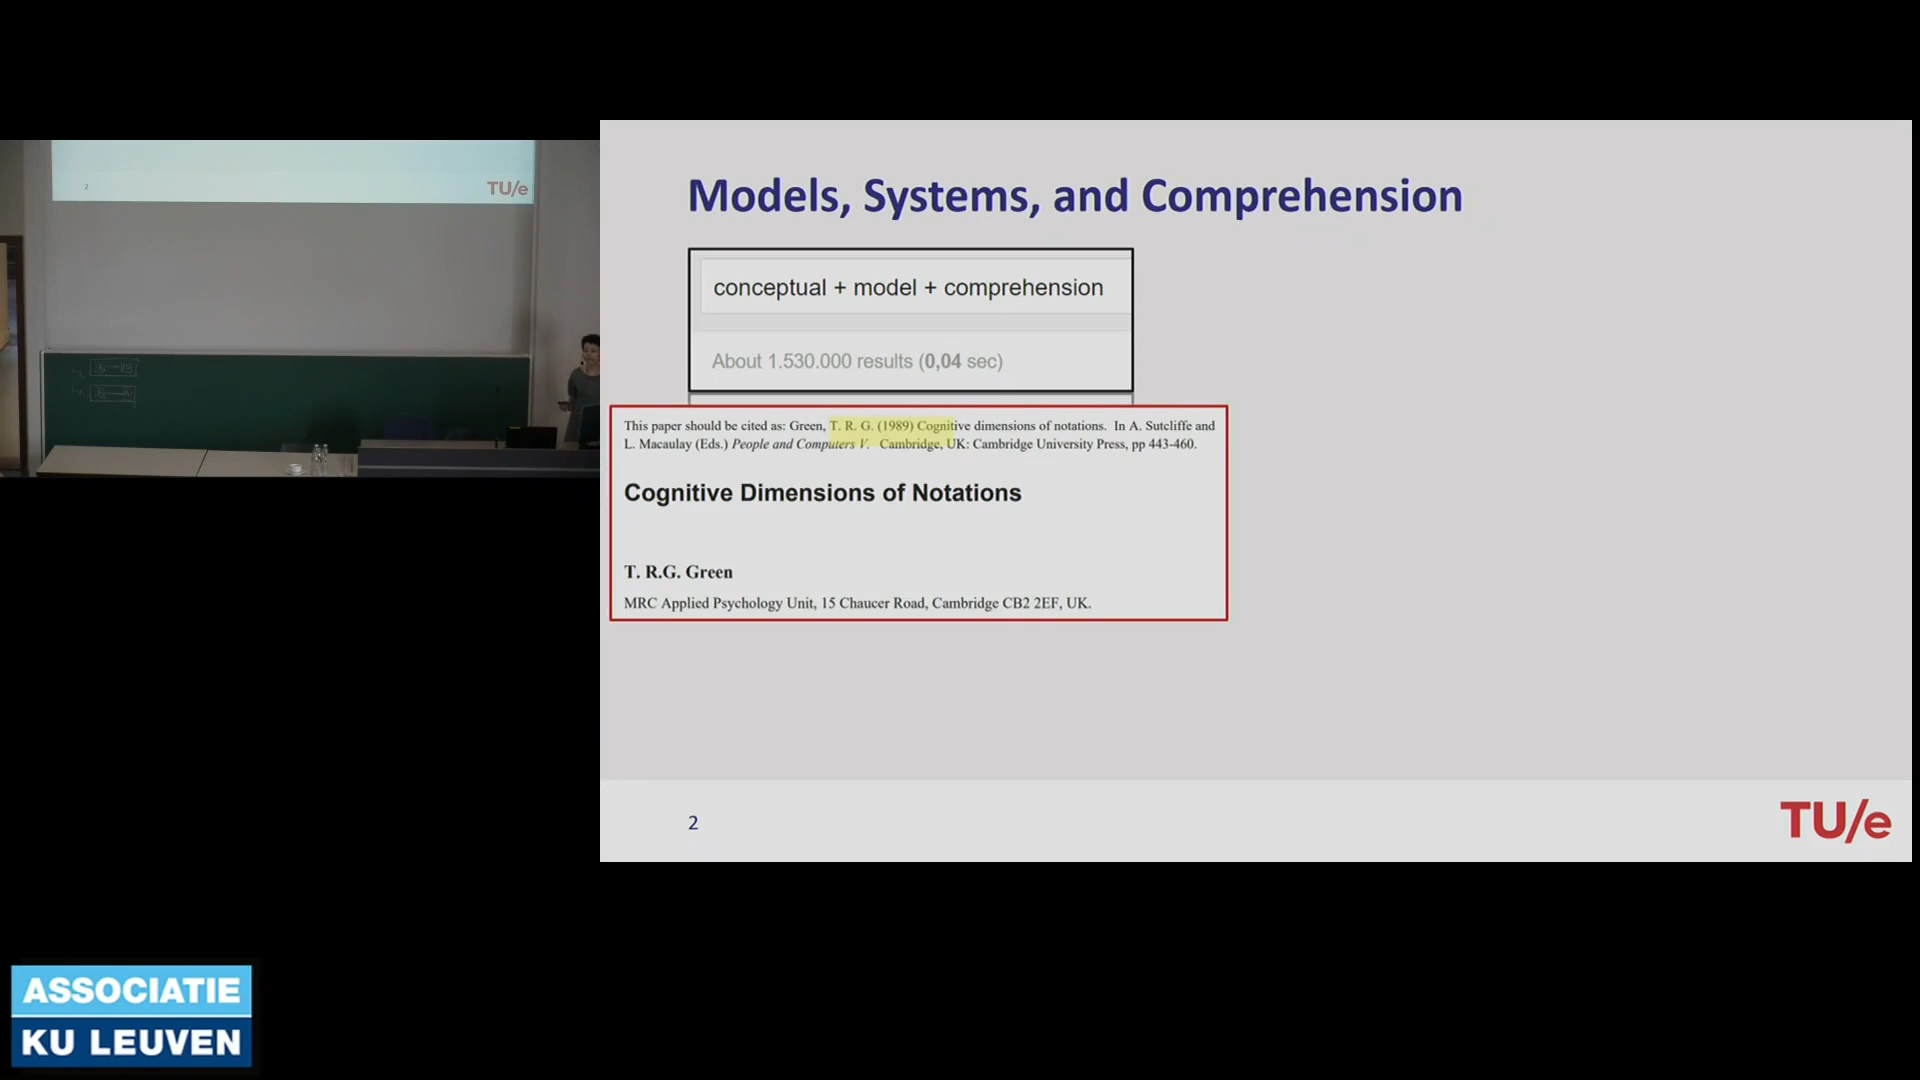 2
TU/e
Models, Systems, and Comprehension
conceptual + model + comprehension
About 1.530.000 results (0,04 sec)
This paper should be cited as: Green, T. R. G. (1989) Cognitive dimensions of notations. In A. Sutcliffe and
L. Macaulay (Eds.) People and Computers V. Cambridge, UK: Cambridge University Press, pp 443-460.
Cognitive Dimensions of Notations
T. R.G. Green
MRC Applied Psychology Unit, 15 Chaucer Road, Cambridge CB2 2EF, UK.
2
TU/e
ASSOCIATIE
KU LEUVEN